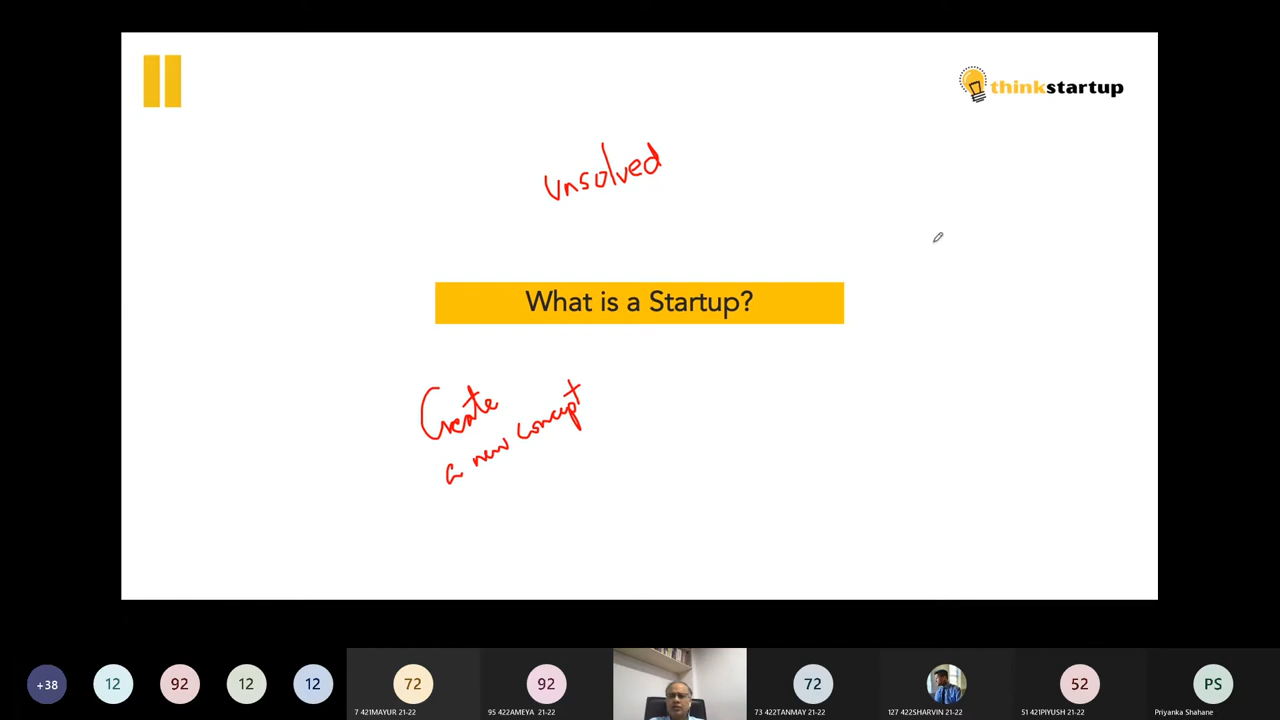 thinkstartup
unsolved
What is a Startup?
Create
a new concept
+38
12
92
12
12
72
92
72
52
PS
7 421MAYUR 21-22
95 422AMEYA 21-22
73 422TANMAY 21-22
127 422SHARVIN 21-22
51 421PIYUSH 21-22
Priyanka Shahane